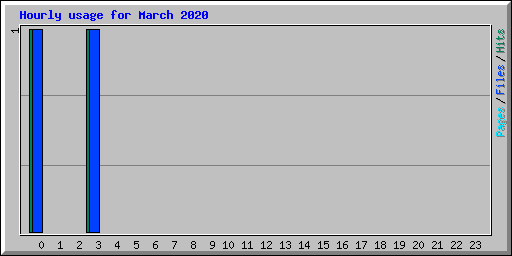 Hourly usage for March 2020
1
Pages/Files/Hits
0 1 2 3 4 5 6 7 8 9 10 11 12 13 14 15 16 17 18 19 20 21 22 23